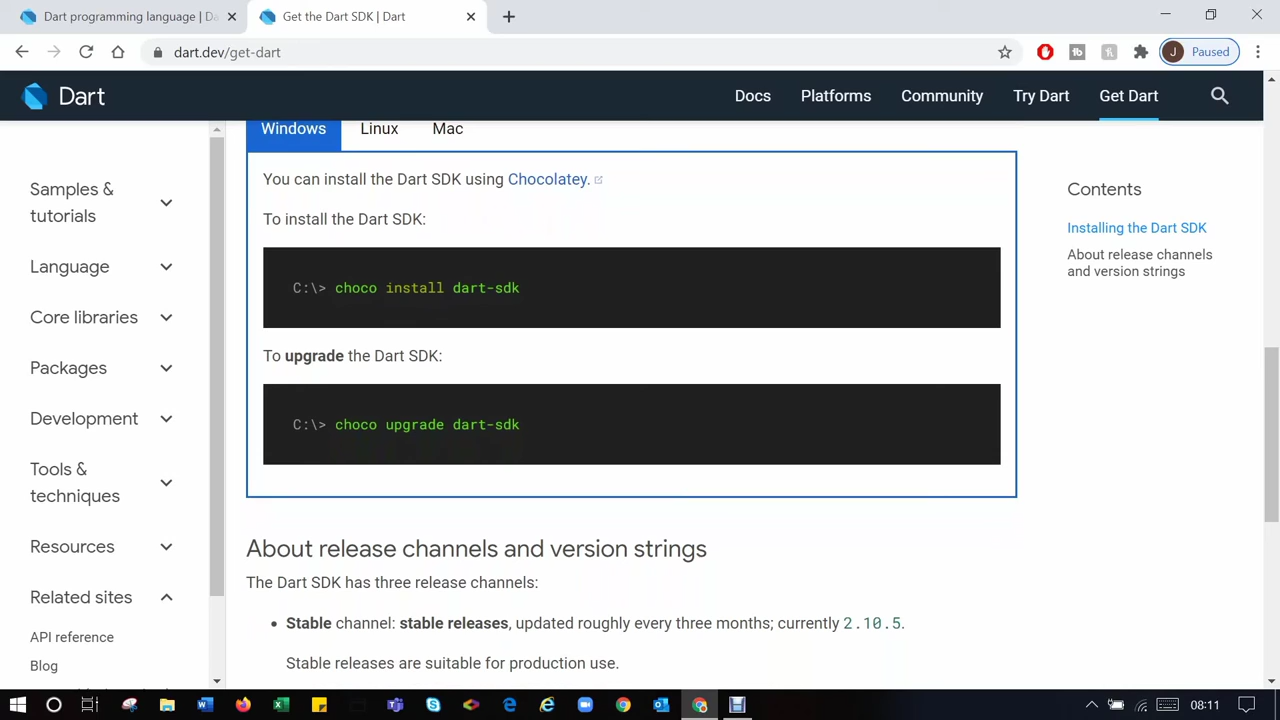 Dart programming language | Da
Get the Dart SDK | Dart
dart.dev/get-dart
J Paused
Dart
Docs
Platforms
Community
Try Dart
Get Dart
Windows
Linux
Mac
Samples &
tutorials
Language
Core libraries
Packages
Development
Tools &
techniques
Resources
Related sites
API reference
Blog
You can install the Dart SDK using Chocolatey.
To install the Dart SDK:
C:\> choco install dart-sdk
To upgrade the Dart SDK:
C:\> choco upgrade dart-sdk
About release channels and version strings
The Dart SDK has three release channels:
• Stable channel: stable releases, updated roughly every three months; currently 2.10.5.
Stable releases are suitable for production use.
Contents
Installing the Dart SDK
About release channels
and version strings
08:11